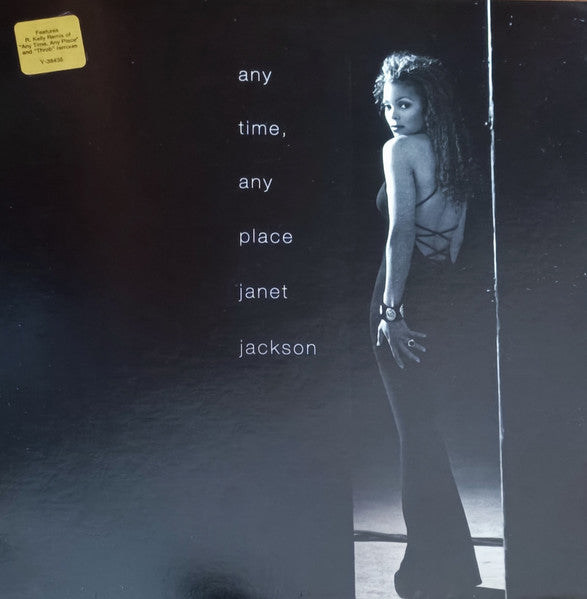 Features
R. Kelly Remix of
"Any Time, Any Place"
and "Throb" remixes
Y-38435
any
time,
any
place
janet
jackson